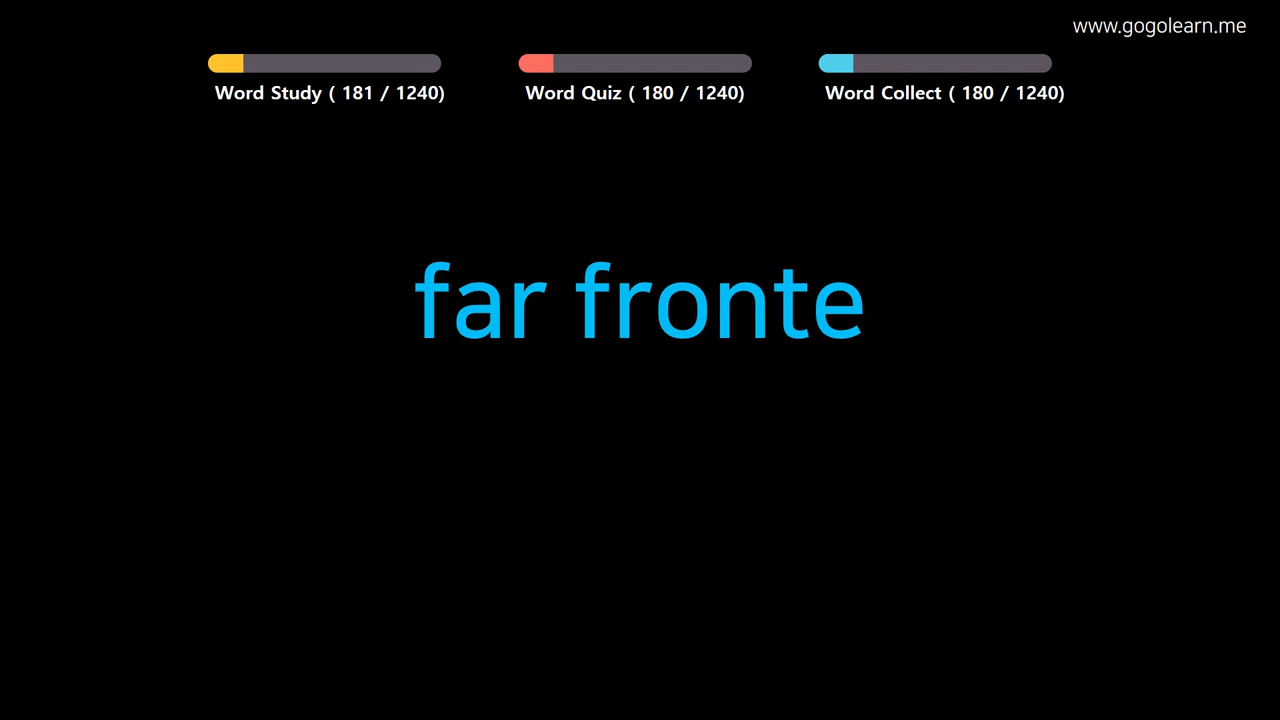 www.gogolearn.me
Word Study ( 181 / 1240)
Word Quiz ( 180 / 1240)
Word Collect ( 180 / 1240)
far fronte